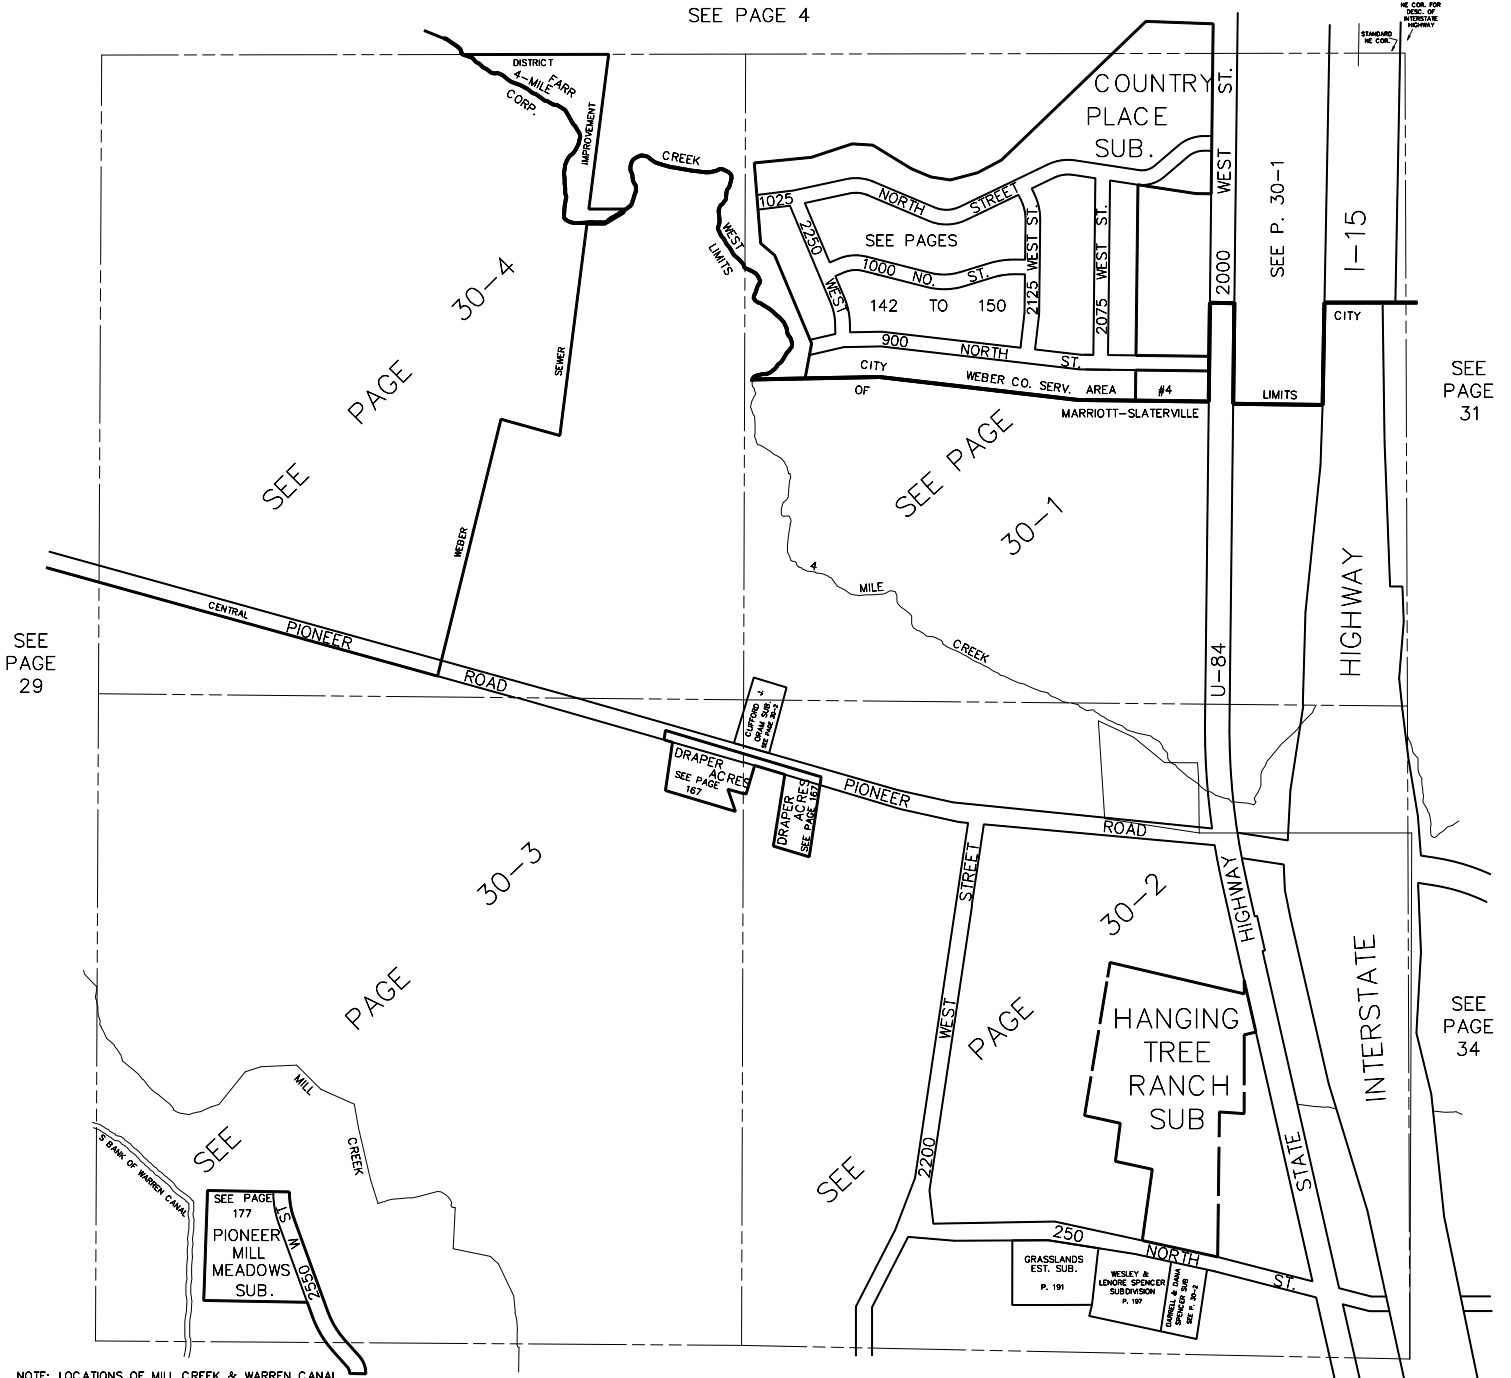 SEE PAGE 4
NE COR. FOR
DESC. OF
INTERSTATE
HIGHWAY
STANDARD
NE COR.
DISTRICT
4-MILE
FARR
CORP.
IMPROVEMENT
CREEK
WEST
LIMITS
COUNTRY
PLACE
SUB.
1025
NORTH
STREET
2250
WEST
SEE PAGES
1000 NO. ST.
142 TO 150
2125 WEST ST.
2075 WEST ST.
900 NORTH ST.
CITY
OF
WEBER CO. SERV. AREA #4
MARRIOTT-SLATERVILLE
2000 WEST ST.
SEE P. 30-1
I-15
CITY
LIMITS
SEE
PAGE
31
SEE PAGE
30-4
SEWER
WEBER
SEE PAGE
30-1
4 MILE CREEK
U-84
HIGHWAY
SEE
PAGE
29
CENTRAL
PIONEER
ROAD
CLIFFORD J.
ORAM SUB.
SEE PAGE 30-2
DRAPER
ACRES
SEE PAGE
167
DRAPER
ACRES
SEE PAGE 167
PIONEER
ROAD
30-3
PAGE
SEE
STREET
WEST
2200
30-2
PAGE
SEE
HIGHWAY
STATE
INTERSTATE
HANGING
TREE
RANCH
SUB
SEE
PAGE
34
MILL
CREEK
S BANK OF WARREN CANAL
SEE PAGE
177
PIONEER
MILL
MEADOWS
SUB.
2550 W ST
250 NORTH ST.
GRASSLANDS
EST. SUB.
P. 191
WESLEY &
LENORE SPENCER
SUBDIVISION
P. 197
DARRELL & DANA
SPENCER SUB
SEE P. 30-2
NOTE: LOCATIONS OF MILL CREEK & WARREN CANAL